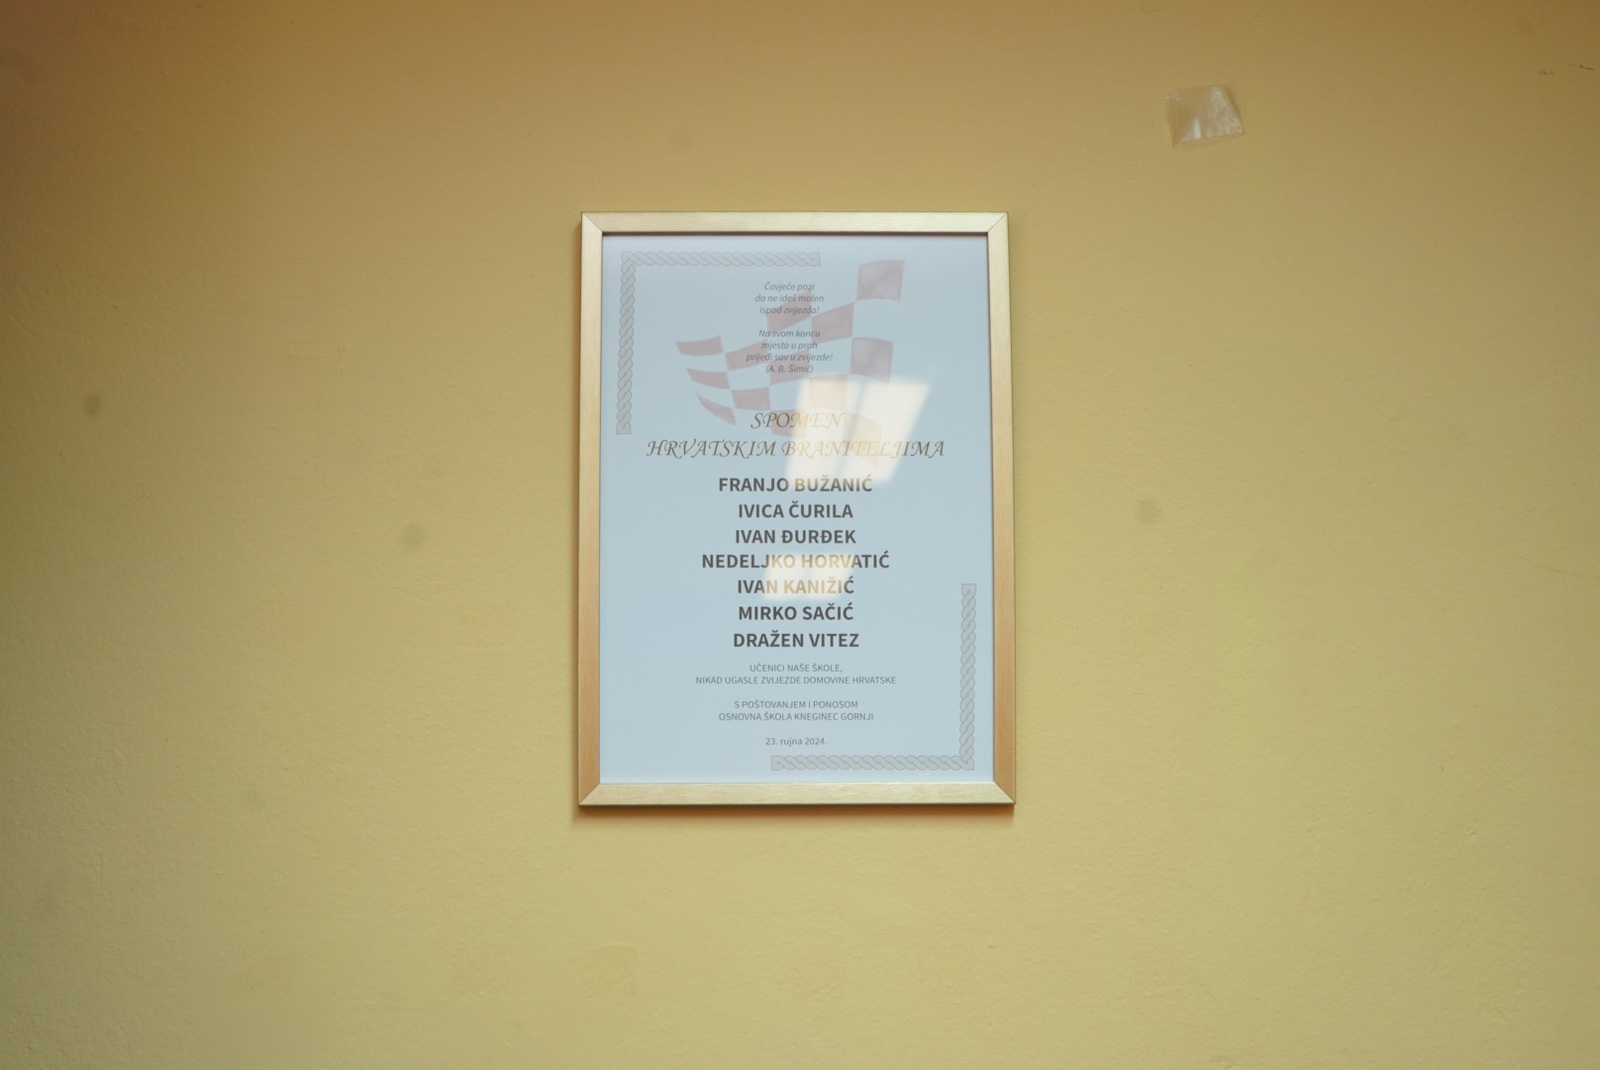 Čovječe pazi
da ne ideš malen
ispod zvijezda!
Na svom koncu
mjesto u prah
prijeđi sav u zvijezde!
(A. B. Šimić)
SPOMEN
HRVATSKIM BRANITELJIMA
FRANJO BUŽANIĆ
IVICA ČURILA
IVAN ĐURĐEK
NEDELJKO HORVATIĆ
IVAN KANIŽIĆ
MIRKO SAČIĆ
DRAŽEN VITEZ
UČENICI NAŠE ŠKOLE,
NIKAD UGASLE ZVIJEZDE DOMOVINE HRVATSKE
S POŠTOVANJEM I PONOSOM
OSNOVNA ŠKOLA KNEGINEC GORNJI
23. rujna 2024.